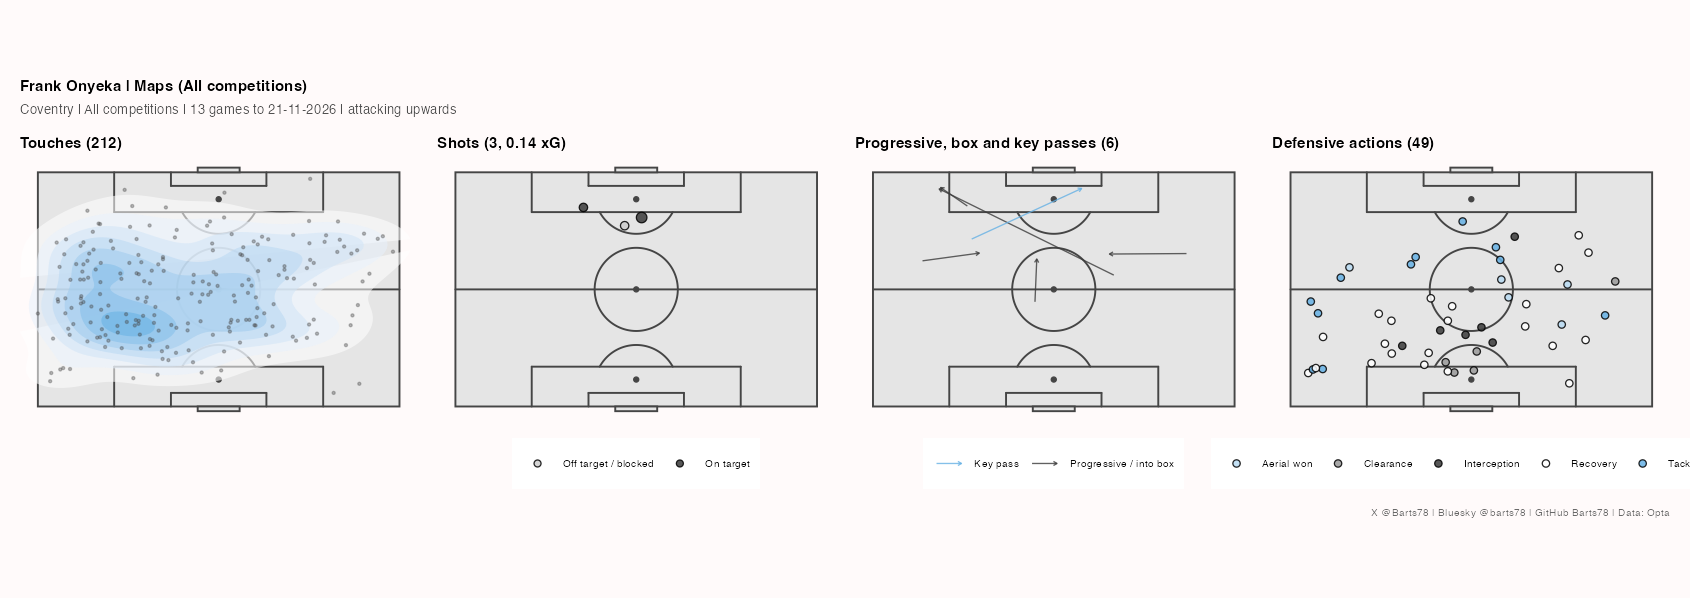 Frank Onyeka | Maps (All competitions)
Coventry | All competitions | 13 games to 21-11-2026 | attacking upwards
Touches (212)
Shots (3, 0.14 xG)
Progressive, box and key passes (6)
Defensive actions (49)
Off target / blocked
On target
Key pass
Progressive / into box
Aerial won
Clearance
Interception
Recovery
Tack
X @Barts78 | Bluesky @barts78 | GitHub Barts78 | Data: Opta